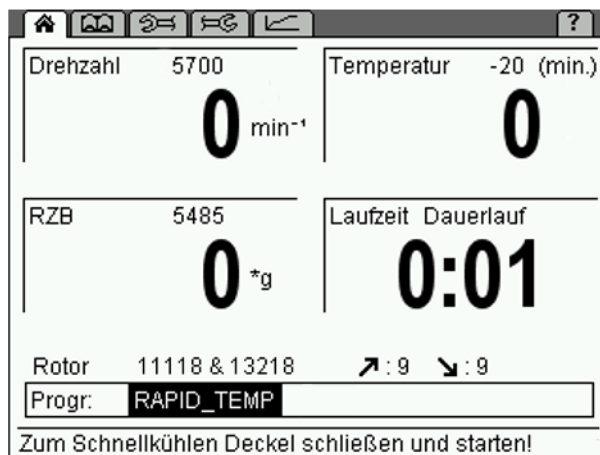 ?
Drehzahl 5700
0 min⁻¹
Temperatur -20 (min.)
0
RZB 5485
0 *g
Laufzeit Dauerlauf
0:01
Rotor 11118 & 13218 ↗ : 9 ↘ : 9
Progr: RAPID_TEMP
Zum Schnellkühlen Deckel schließen und starten!